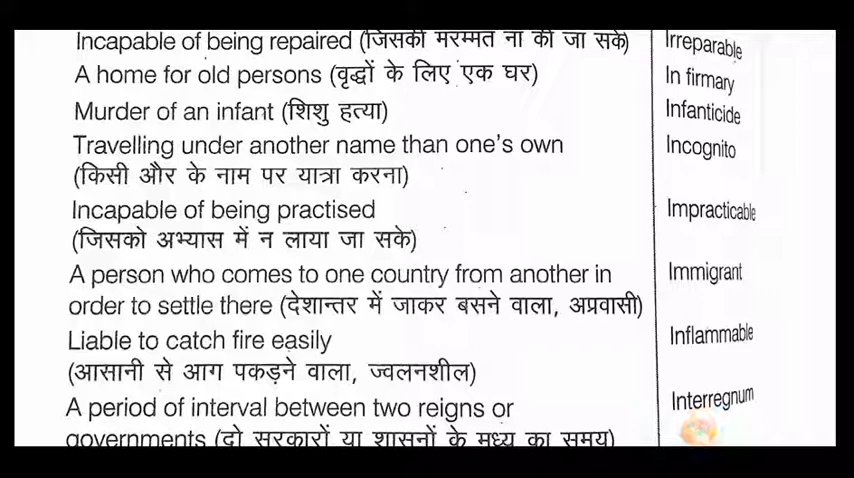 Incapable of being repaired (जिसकी मरम्मत ना की जा सके) Irreparable
A home for old persons (वृद्धों के लिए एक घर) In firmary
Murder of an infant (शिशु हत्या) Infanticide
Travelling under another name than one's own Incognito
(किसी और के नाम पर यात्रा करना)
Incapable of being practised Impracticable
(जिसको अभ्यास में न लाया जा सके)
A person who comes to one country from another in Immigrant
order to settle there (देशान्तर में जाकर बसने वाला, अप्रवासी)
Liable to catch fire easily Inflammable
(आसानी से आग पकड़ने वाला, ज्वलनशील)
A period of interval between two reigns or Interregnum
governments (दो सरकारों या शासनों के मध्य का समय)